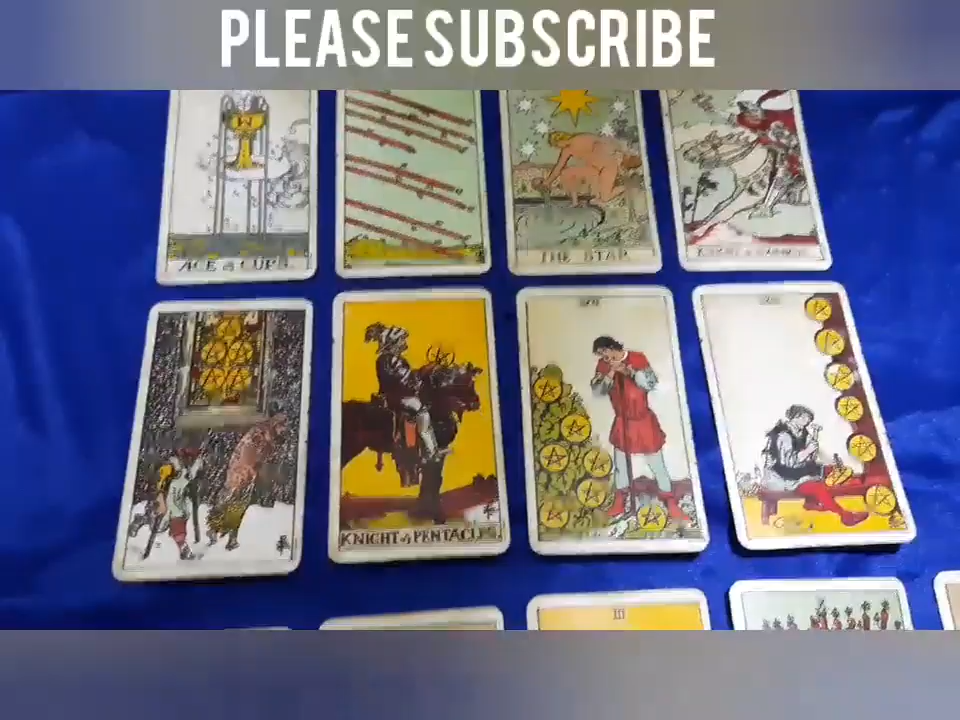 PLEASE SUBSCRIBE
ACE of CUPS.
THE STAR.
KNIGHT of PENTACLES.
III